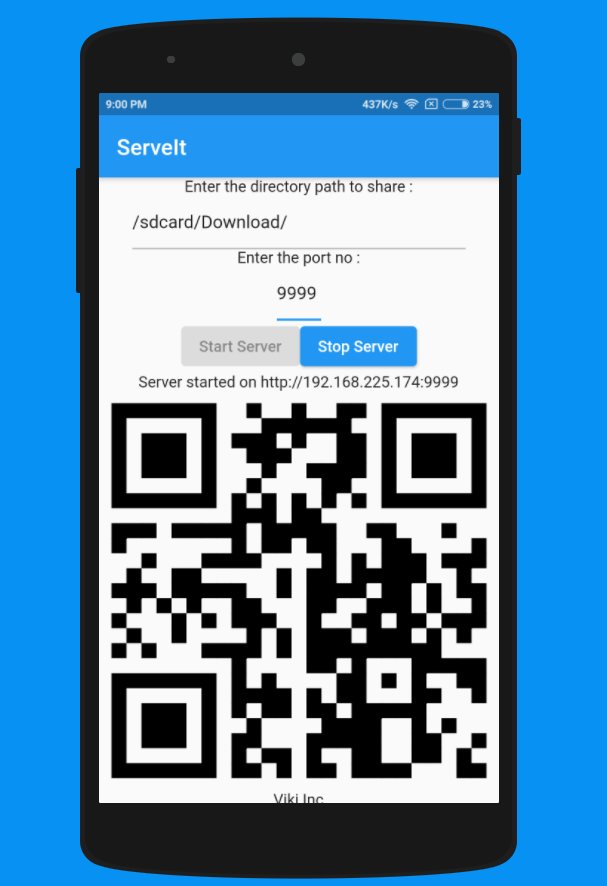 9:00 PM 437K/s 23%
ServeIt
Enter the directory path to share :
/sdcard/Download/
Enter the port no :
9999
Start Server Stop Server
Server started on http://192.168.225.174:9999
Viki Inc